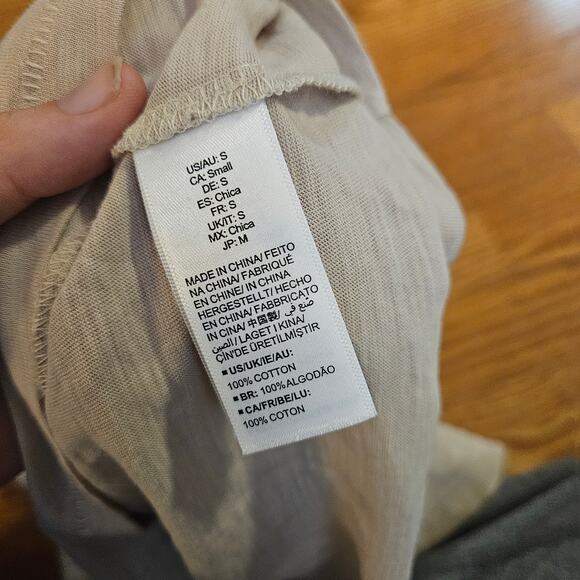 US/AU: S
CA: Small
DE: S
ES: Chica
FR: S
UK/IT: S
MX: Chica
JP: M
MADE IN CHINA/ FEITO
NA CHINA/ FABRIQUÉ
EN CHINE/ IN CHINA
HERGESTELLT/ HECHO
EN CHINA/ FABBRICATO
IN CINA/ 中国製/ صنع في
الصين/ LAGET I KINA/
ÇİN'DE ÜRETİLMİŞTİR
▪US/UK/IE/AU:
100% COTTON
▪BR: 100% ALGODÃO
▪CA/FR/BE/LU:
100% COTON